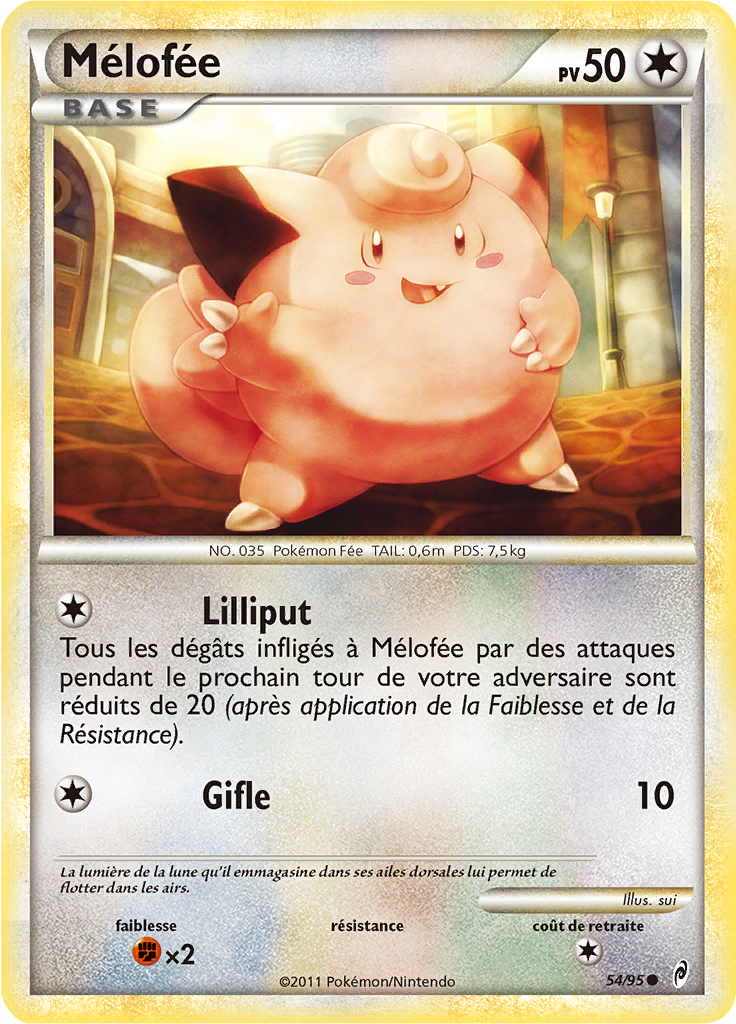 Mélofée
PV 50
BASE
NO. 035 Pokémon Fée TAIL: 0,6m PDS: 7,5kg
Lilliput
Tous les dégâts infligés à Mélofée par des attaques
pendant le prochain tour de votre adversaire sont
réduits de 20 (après application de la Faiblesse et de la
Résistance).
Gifle 10
La lumière de la lune qu'il emmagasine dans ses ailes dorsales lui permet de
flotter dans les airs.
Illus. sui
faiblesse résistance coût de retraite
×2
©2011 Pokémon/Nintendo
54/95